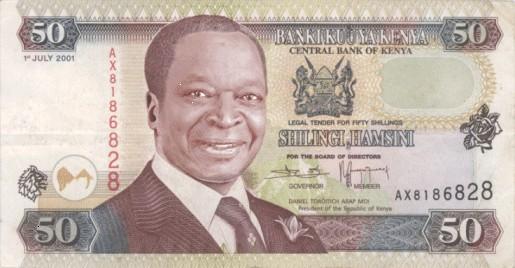 50
BANKI KUU YA KENYA
50
1ST JULY 2001
CENTRAL BANK OF KENYA
AX8186828
LEGAL TENDER FOR FIFTY SHILLINGS
SHILINGI HAMSINI
FOR THE BOARD OF DIRECTORS
GOVERNOR
MEMBER
AX8186828
DANIEL TOROITICH ARAP MOI
President of the Republic of Kenya
50
50